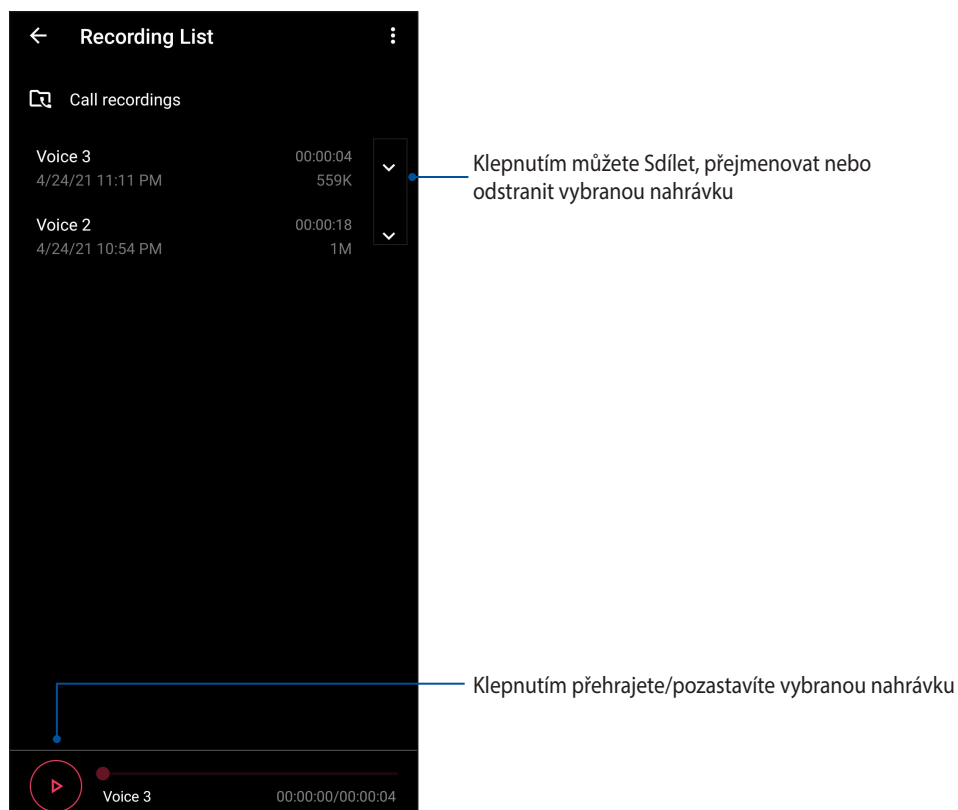 Recording List
Call recordings
Voice 3 00:00:04
4/24/21 11:11 PM 559K
Klepnutím můžete Sdílet, přejmenovat nebo
odstranit vybranou nahrávku
Voice 2 00:00:18
4/24/21 10:54 PM 1M
Klepnutím přehrajete/pozastavíte vybranou nahrávku
Voice 3 00:00:00/00:00:04